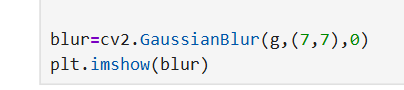 blur=cv2.GaussianBlur(g,(7,7),0)
plt.imshow(blur)